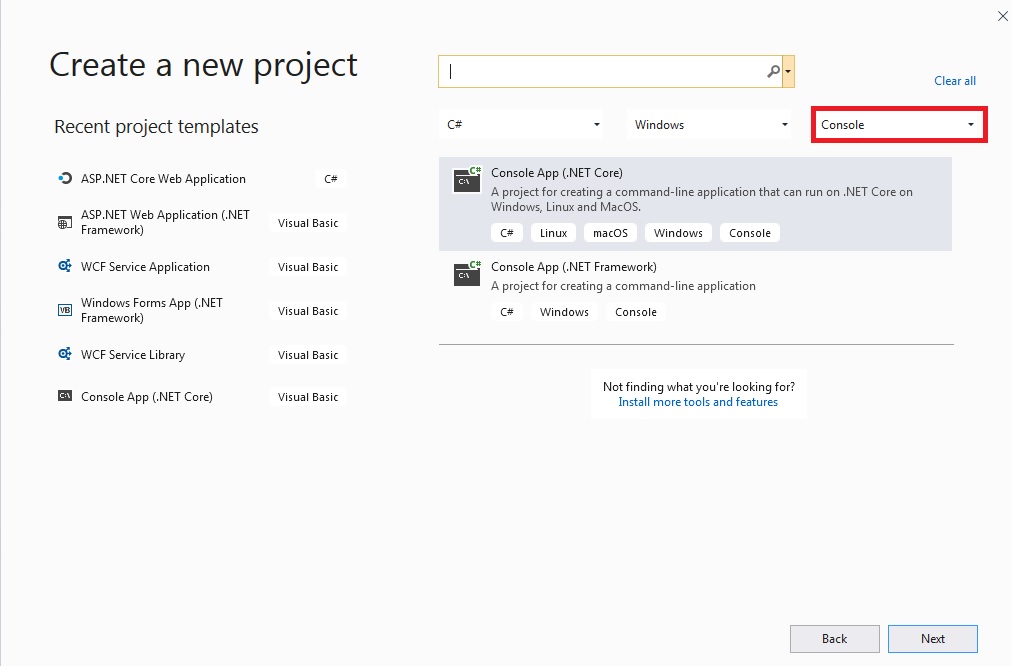 Create a new project
Clear all
Recent project templates
C#
Windows
Console
ASP.NET Core Web Application
C#
ASP.NET Web Application (.NET
Framework)
Visual Basic
WCF Service Application
Visual Basic
Windows Forms App (.NET
Framework)
Visual Basic
WCF Service Library
Visual Basic
Console App (.NET Core)
Visual Basic
Console App (.NET Core)
A project for creating a command-line application that can run on .NET Core on
Windows, Linux and MacOS.
C# Linux macOS Windows Console
Console App (.NET Framework)
A project for creating a command-line application
C# Windows Console
Not finding what you're looking for?
Install more tools and features
Back
Next